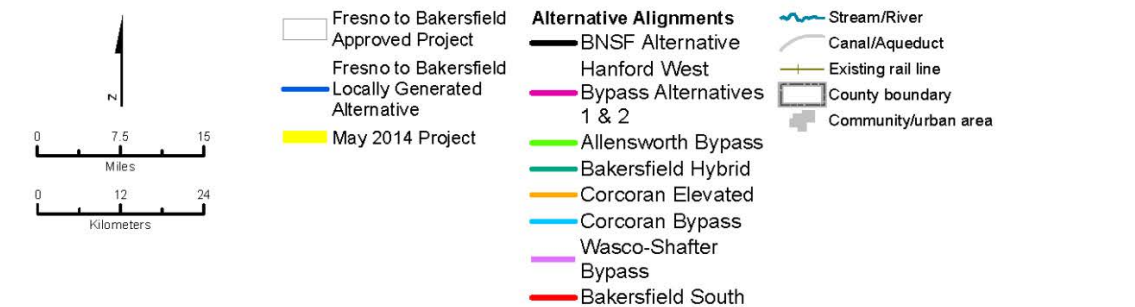 N
0 7.5 15
Miles
0 12 24
Kilometers
Fresno to Bakersfield
Approved Project
Fresno to Bakersfield
Locally Generated
Alternative
May 2014 Project
Alternative Alignments
BNSF Alternative
Hanford West
Bypass Alternatives
1 & 2
Allensworth Bypass
Bakersfield Hybrid
Corcoran Elevated
Corcoran Bypass
Wasco-Shafter
Bypass
Bakersfield South
Stream/River
Canal/Aqueduct
Existing rail line
County boundary
Community/urban area